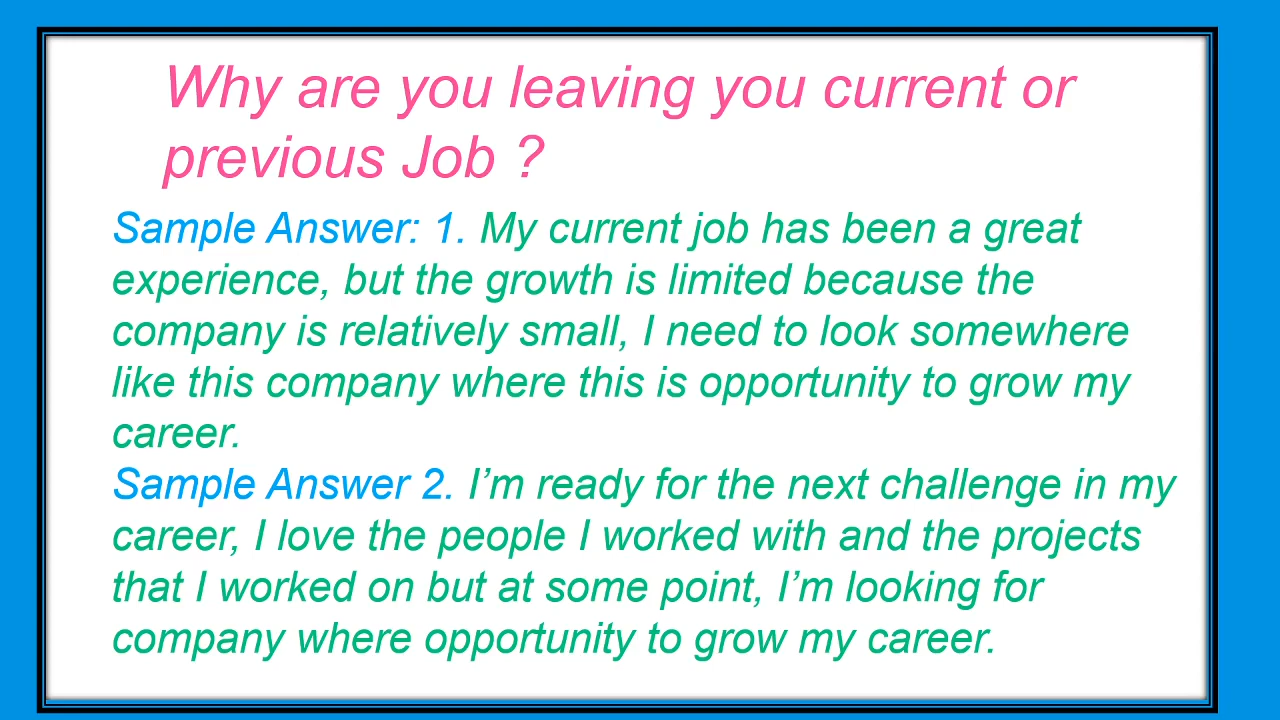 Why are you leaving you current or
previous Job ?
Sample Answer: 1. My current job has been a great
experience, but the growth is limited because the
company is relatively small, I need to look somewhere
like this company where this is opportunity to grow my
career.
Sample Answer 2. I’m ready for the next challenge in my
career, I love the people I worked with and the projects
that I worked on but at some point, I’m looking for
company where opportunity to grow my career.